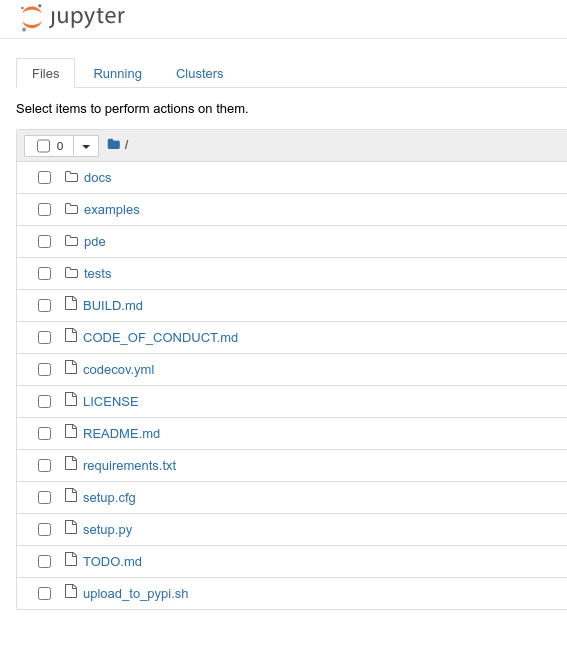 jupyter
Files Running Clusters
Select items to perform actions on them.
0 /
docs
examples
pde
tests
BUILD.md
CODE_OF_CONDUCT.md
codecov.yml
LICENSE
README.md
requirements.txt
setup.cfg
setup.py
TODO.md
upload_to_pypi.sh